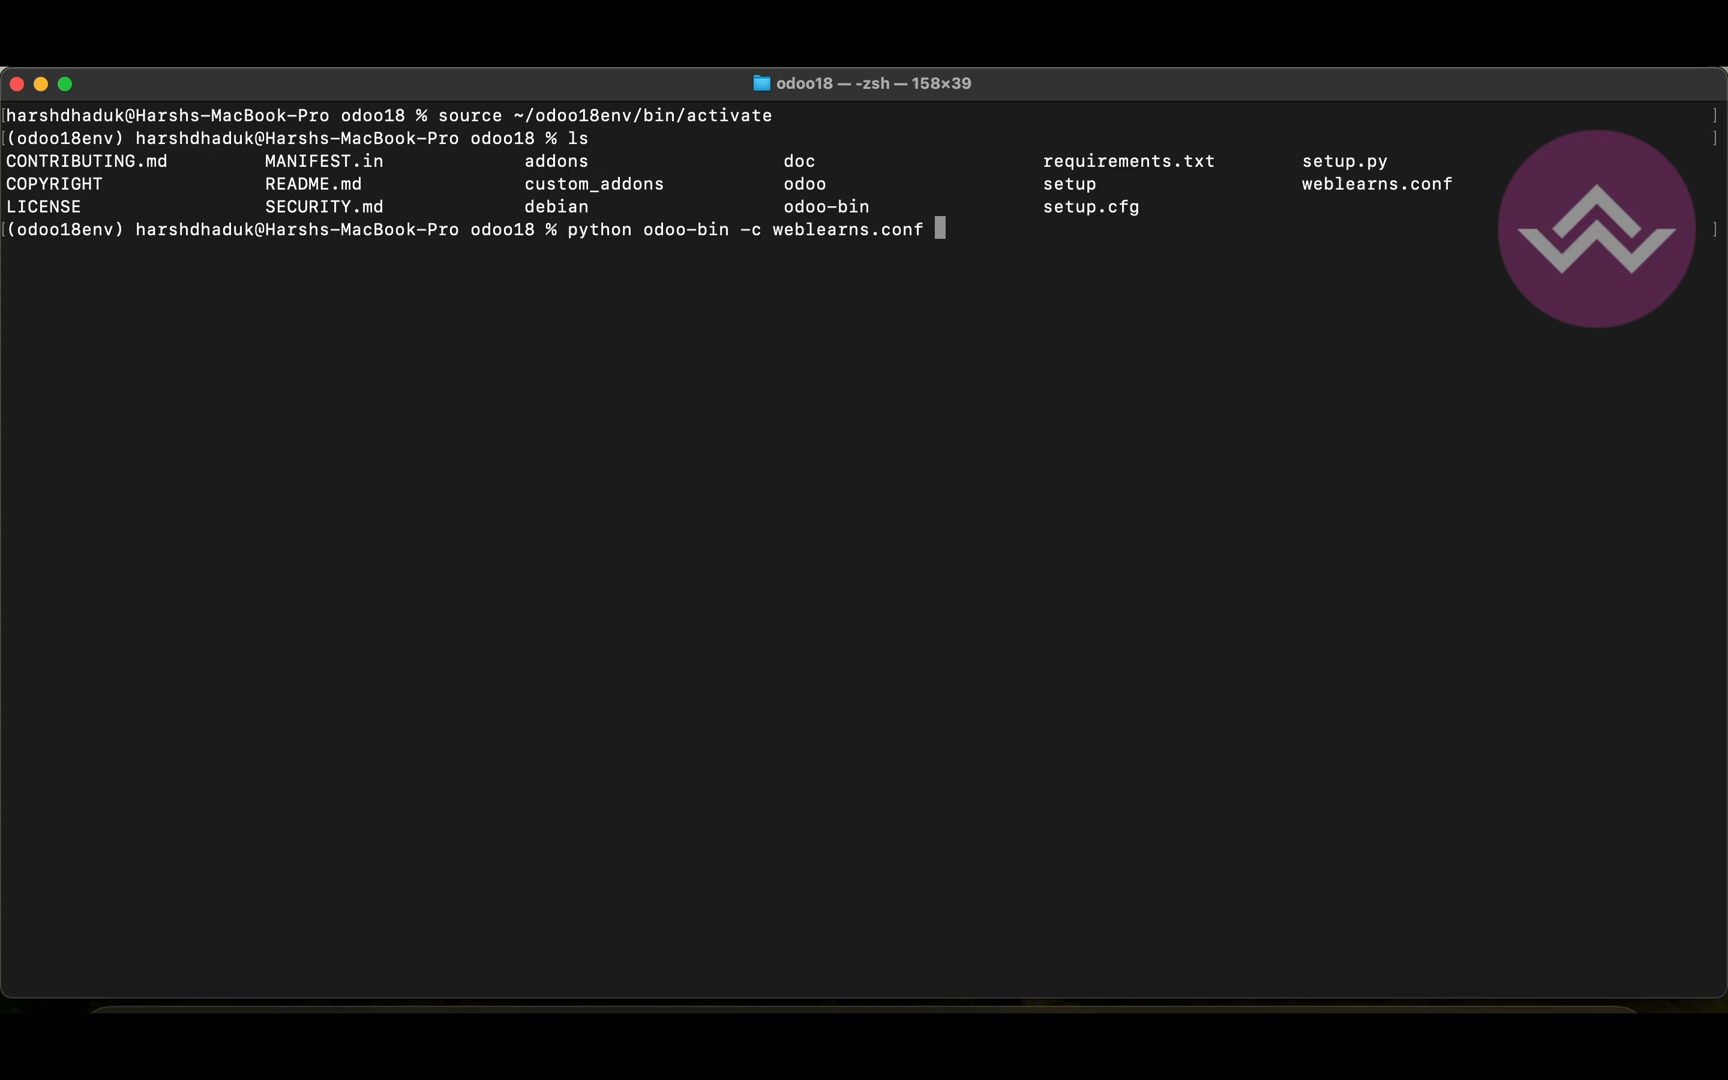 odoo18 — -zsh — 158×39
[harshdhaduk@Harshs-MacBook-Pro odoo18 % source ~/odoo18env/bin/activate ]
[(odoo18env) harshdhaduk@Harshs-MacBook-Pro odoo18 % ls ]
CONTRIBUTING.md MANIFEST.in addons doc requirements.txt setup.py
COPYRIGHT README.md custom_addons odoo setup weblearns.conf
LICENSE SECURITY.md debian odoo-bin setup.cfg
[(odoo18env) harshdhaduk@Harshs-MacBook-Pro odoo18 % python odoo-bin -c weblearns.conf ]